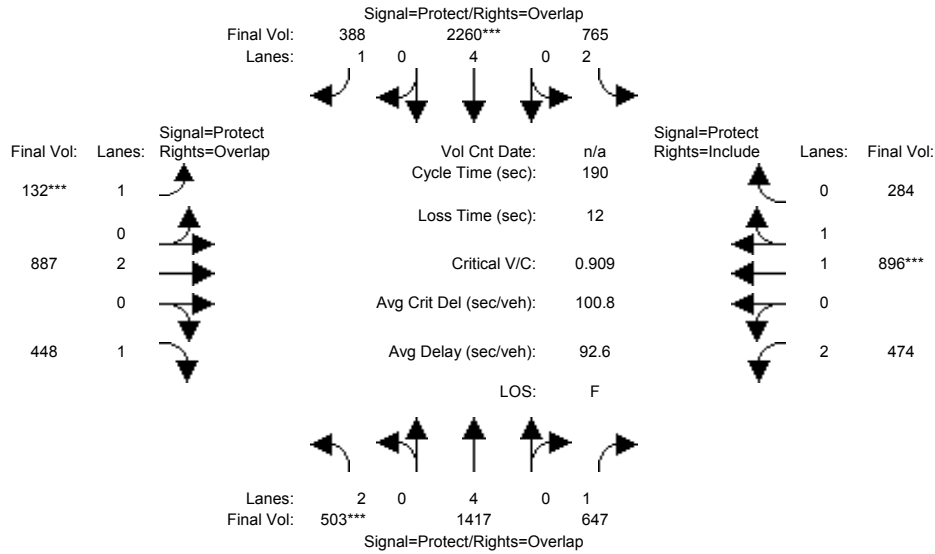 Signal=Protect/Rights=Overlap
Final Vol: 388 2260*** 765
Lanes: 1 0 4 0 2
Signal=Protect
Final Vol: Lanes: Rights=Overlap
Vol Cnt Date: n/a
Signal=Protect
Rights=Include Lanes: Final Vol:
Cycle Time (sec): 190
132*** 1
0 284
Loss Time (sec): 12
0
1
887 2
Critical V/C: 0.909
1 896***
0
Avg Crit Del (sec/veh): 100.8
0
448 1
Avg Delay (sec/veh): 92.6
2 474
LOS: F
Lanes: 2 0 4 0 1
Final Vol: 503*** 1417 647
Signal=Protect/Rights=Overlap